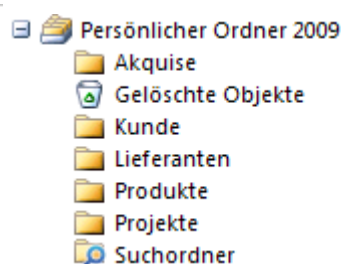 Persönlicher Ordner 2009
Akquise
Gelöschte Objekte
Kunde
Lieferanten
Produkte
Projekte
Suchordner